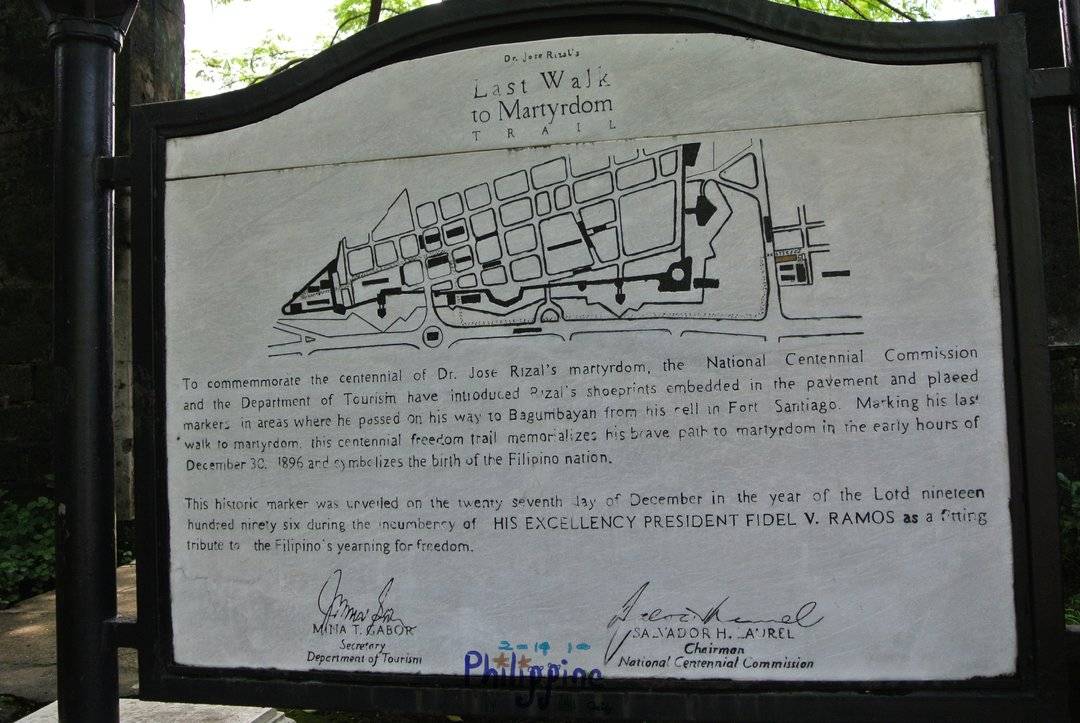 Dr. Jose Rizal's
Last Walk
to Martyrdom
TRAIL
To commemmorate the centennial of Dr. Jose Rizal's martyrdom, the National Centennial Commission
and the Department of Tourism have introduced Rizal's shoeprints embedded in the pavement and placed
markers in areas where he passed on his way to Bagumbayan from his cell in Fort Santiago. Marking his last
walk to martyrdom, this centennial freedom trail memorializes his brave path to martyrdom in the early hours of
December 30, 1896 and symbolizes the birth of the Filipino nation.
This historic marker was unveiled on the twenty seventh day of December in the year of the Lord nineteen
hundred ninety six during the incumbency of HIS EXCELLENCY PRESIDENT FIDEL V. RAMOS as a fitting
tribute to the Filipino's yearning for freedom.
MINA T. GABOR
Secretary
Department of Tourism
SALVADOR H. LAUREL
Chairman
National Centennial Commission
2-14 10
Philippine